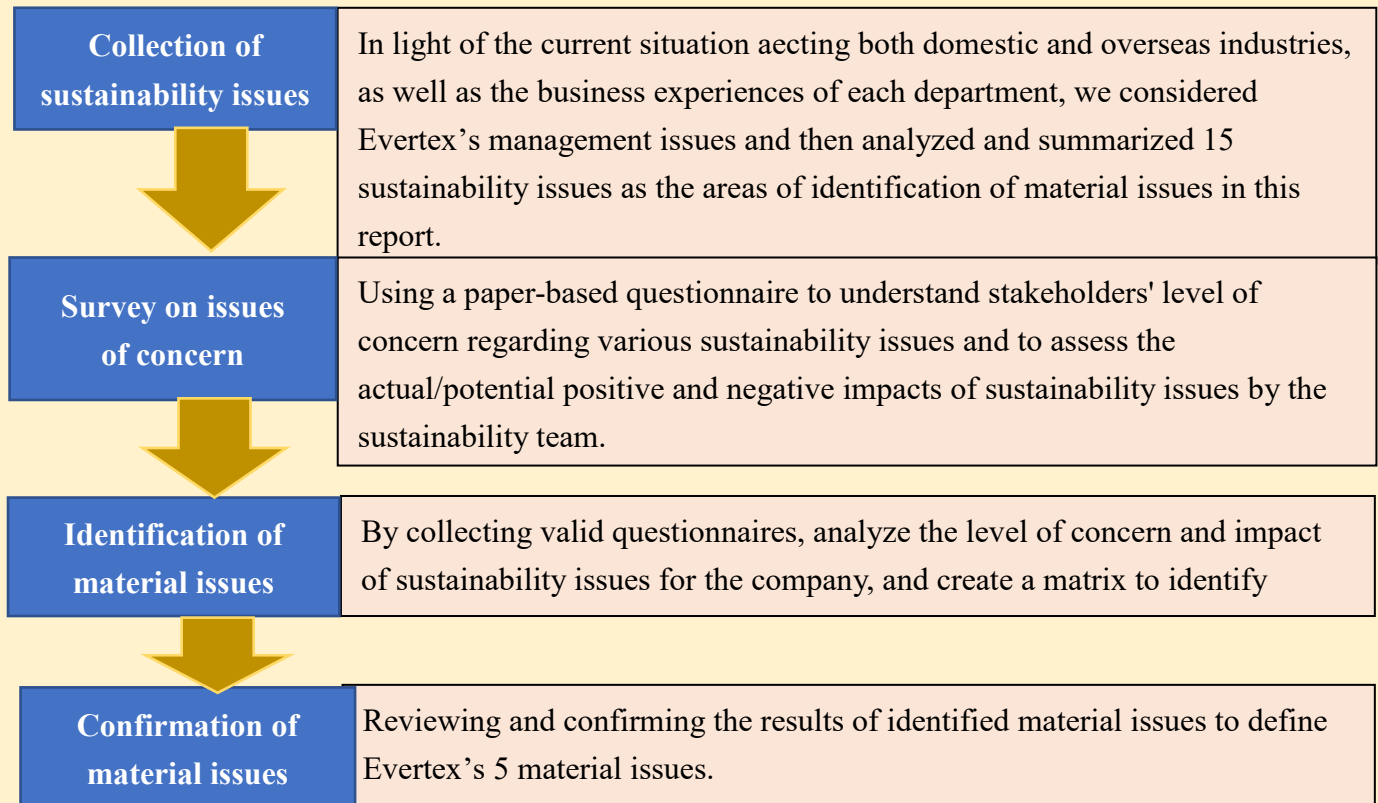 Collection of
sustainability issues
In light of the current situation aecting both domestic and overseas industries,
as well as the business experiences of each department, we considered
Evertex’s management issues and then analyzed and summarized 15
sustainability issues as the areas of identification of material issues in this
report.
Survey on issues
of concern
Using a paper-based questionnaire to understand stakeholders' level of
concern regarding various sustainability issues and to assess the
actual/potential positive and negative impacts of sustainability issues by the
sustainability team.
Identification of
material issues
By collecting valid questionnaires, analyze the level of concern and impact
of sustainability issues for the company, and create a matrix to identify
Confirmation of
material issues
Reviewing and confirming the results of identified material issues to define
Evertex’s 5 material issues.